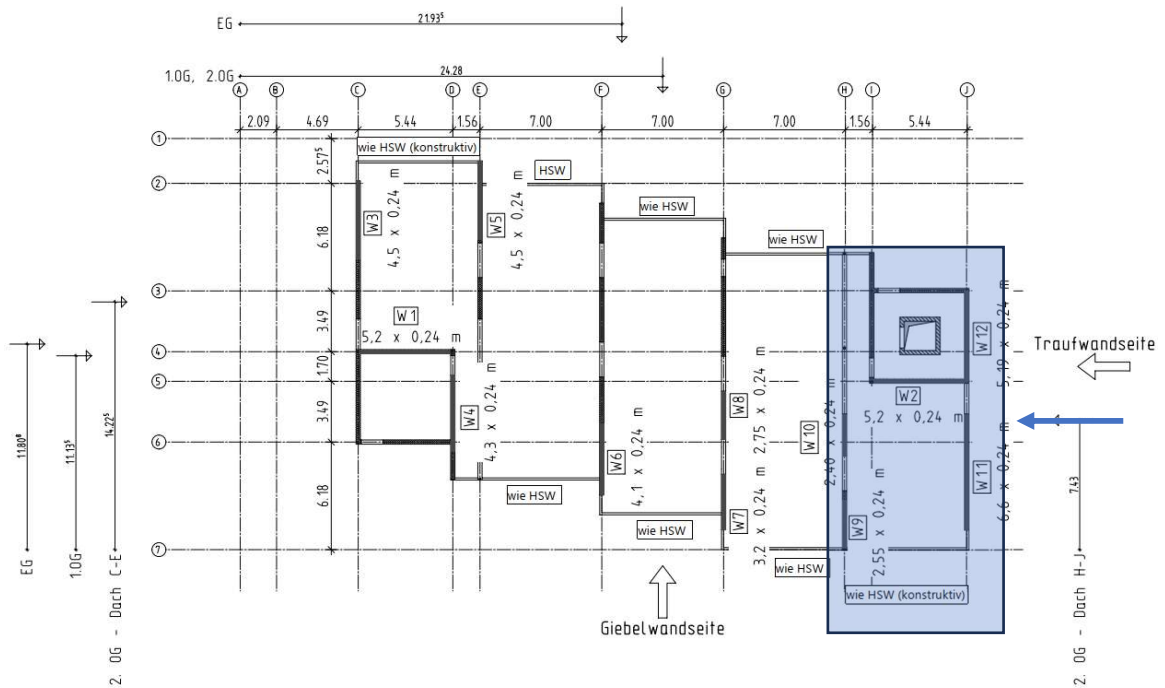 EG
21.93⁵
1.OG, 2.OG
24.28
A
B
C
D
E
F
G
H
I
J
2.09
4.69
5.44
1.56
7.00
7.00
7.00
1.56
5.44
1
2
3
4
5
6
7
2.57⁵
6.18
3.49
1.70
3.49
6.18
wie HSW (konstruktiv)
HSW
wie HSW
wie HSW
W3
4,5 x 0,24 m
W5
4,5 x 0,24 m
W1
5,2 x 0,24 m
W4
4,3 x 0,24 m
wie HSW
W6
4,1 x 0,24 m
wie HSW
W8
2,75 x 0,24 m
W7
3,2 x 0,24 m
wie HSW
W10
2,40 x 0,24 m
W9
2,55 x 0,24 m
wie HSW (konstruktiv)
W2
5,2 x 0,24 m
W12
5,19 x 0,24 m
W11
6,6 x 0,24 m
Traufwandseite
Giebelwandseite
11.80⁸
EG
11.13⁵
1.OG
14.22⁵
2. OG - Dach C-E
7.43
2. OG - Dach H-J